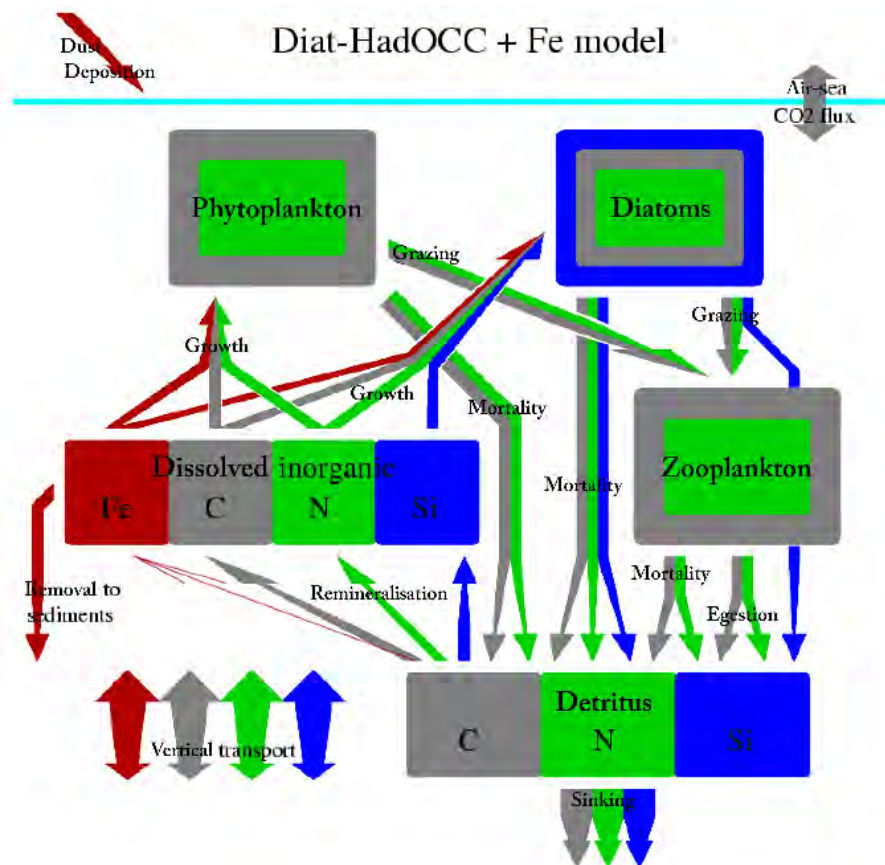 Diat-HadOCC + Fe model
Dust
Deposition
Air-sea
CO2 flux
Phytoplankton
Diatoms
Grazing
Grazing
Growth
Growth
Mortality
Dissolved inorganic
Fe C N Si
Zooplankton
Mortality
Removal to
sediments
Remineralisation
Mortality
Egestion
Detritus
C N Si
Vertical transport
Sinking